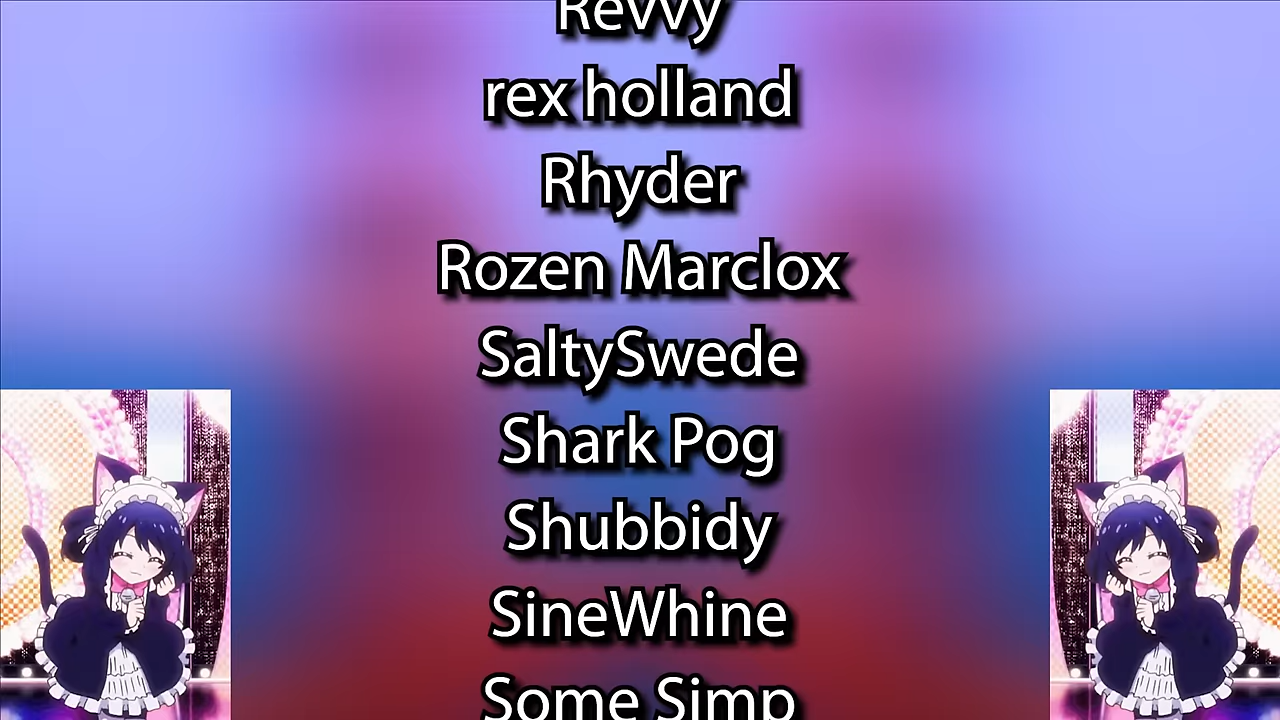 Revvy
rex holland
Rhyder
Rozen Marclox
SaltySwede
Shark Pog
Shubbidy
SineWhine
Some Simp